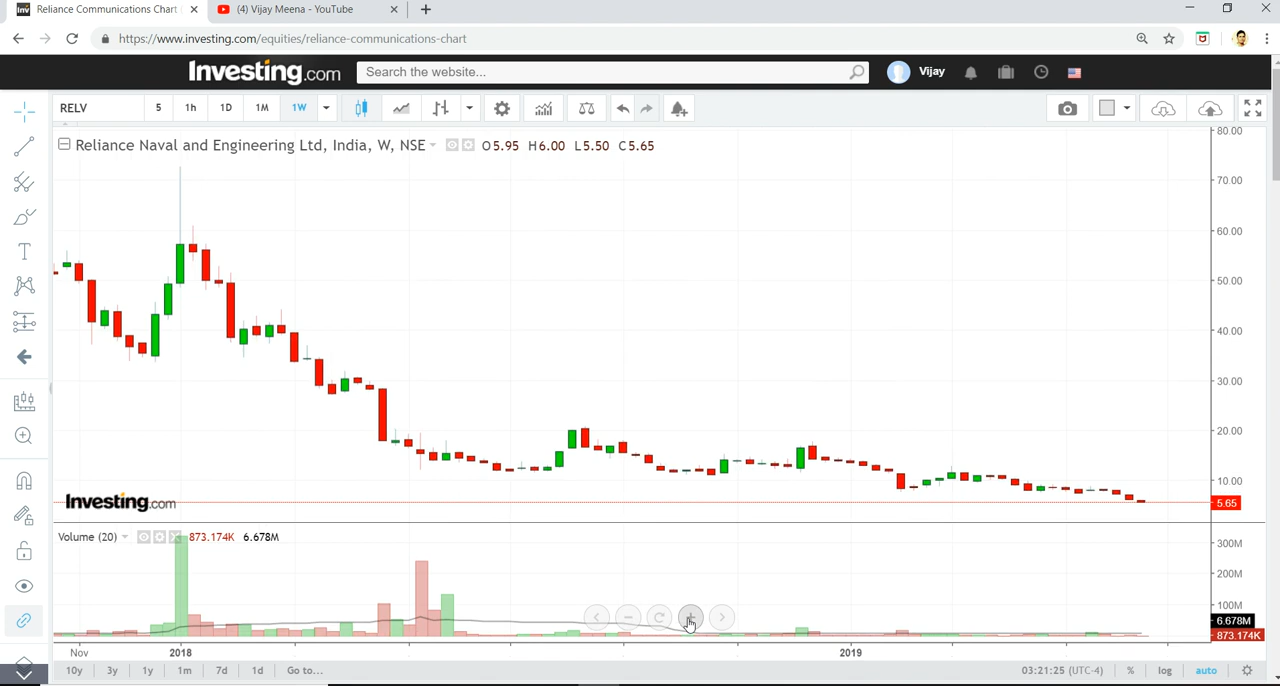 Inv Reliance Communications Chart
(4) Vijay Meena - YouTube
https://www.investing.com/equities/reliance-communications-chart
Investing.com
Search the website...
Vijay
RELV 5 1h 1D 1M 1W
Reliance Naval and Engineering Ltd, India, W, NSE O5.95 H6.00 L5.50 C5.65
80.00
70.00
60.00
50.00
40.00
30.00
20.00
10.00
5.65
Investing.com
Volume (20) 873.174K 6.678M
300M
200M
100M
6.678M
873.174K
Nov 2018 2019
10y 3y 1y 1m 7d 1d Go to... 03:21:25 (UTC-4) % log auto